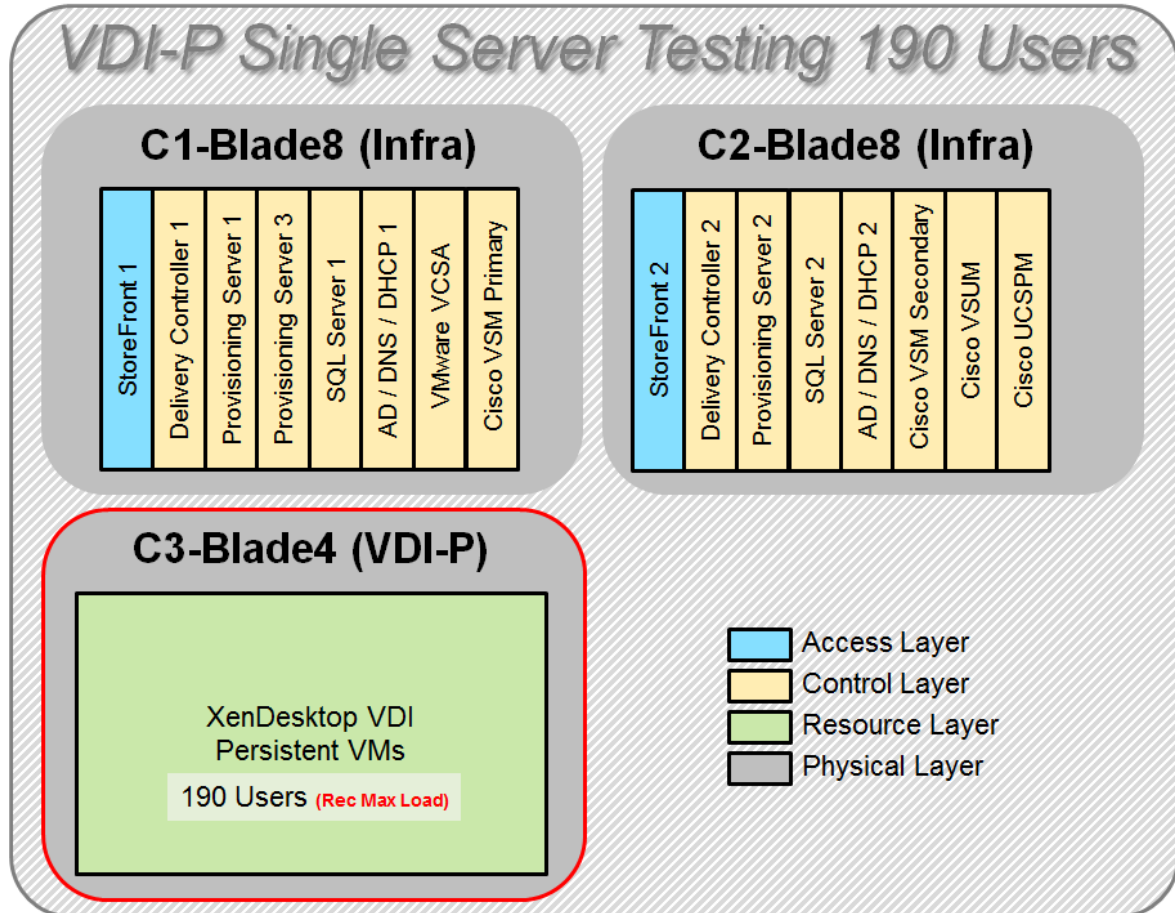 VDI-P Single Server Testing 190 Users
C1-Blade8 (Infra)
StoreFront 1
Delivery Controller 1
Provisioning Server 1
Provisioning Server 3
SQL Server 1
AD / DNS / DHCP 1
VMware VCSA
Cisco VSM Primary
C2-Blade8 (Infra)
StoreFront 2
Delivery Controller 2
Provisioning Server 2
SQL Server 2
AD / DNS / DHCP 2
Cisco VSM Secondary
Cisco VSUM
Cisco UCSPM
C3-Blade4 (VDI-P)
XenDesktop VDI
Persistent VMs
190 Users (Rec Max Load)
Access Layer
Control Layer
Resource Layer
Physical Layer